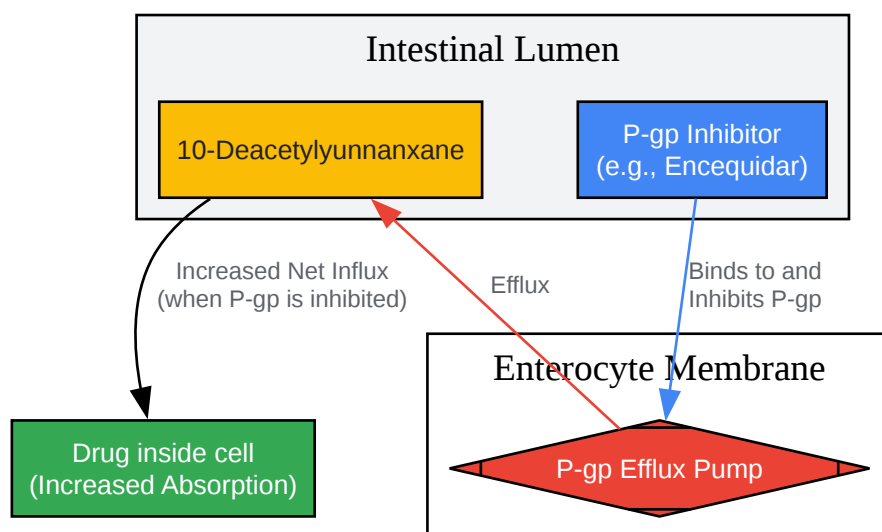 Intestinal Lumen
10-Deacetylyunnanxane
P-gp Inhibitor
(e.g., Encequidar)
Increased Net Influx
(when P-gp is inhibited)
Efflux
Binds to and
Inhibits P-gp
Enterocyte Membrane
Drug inside cell
(Increased Absorption)
P-gp Efflux Pump